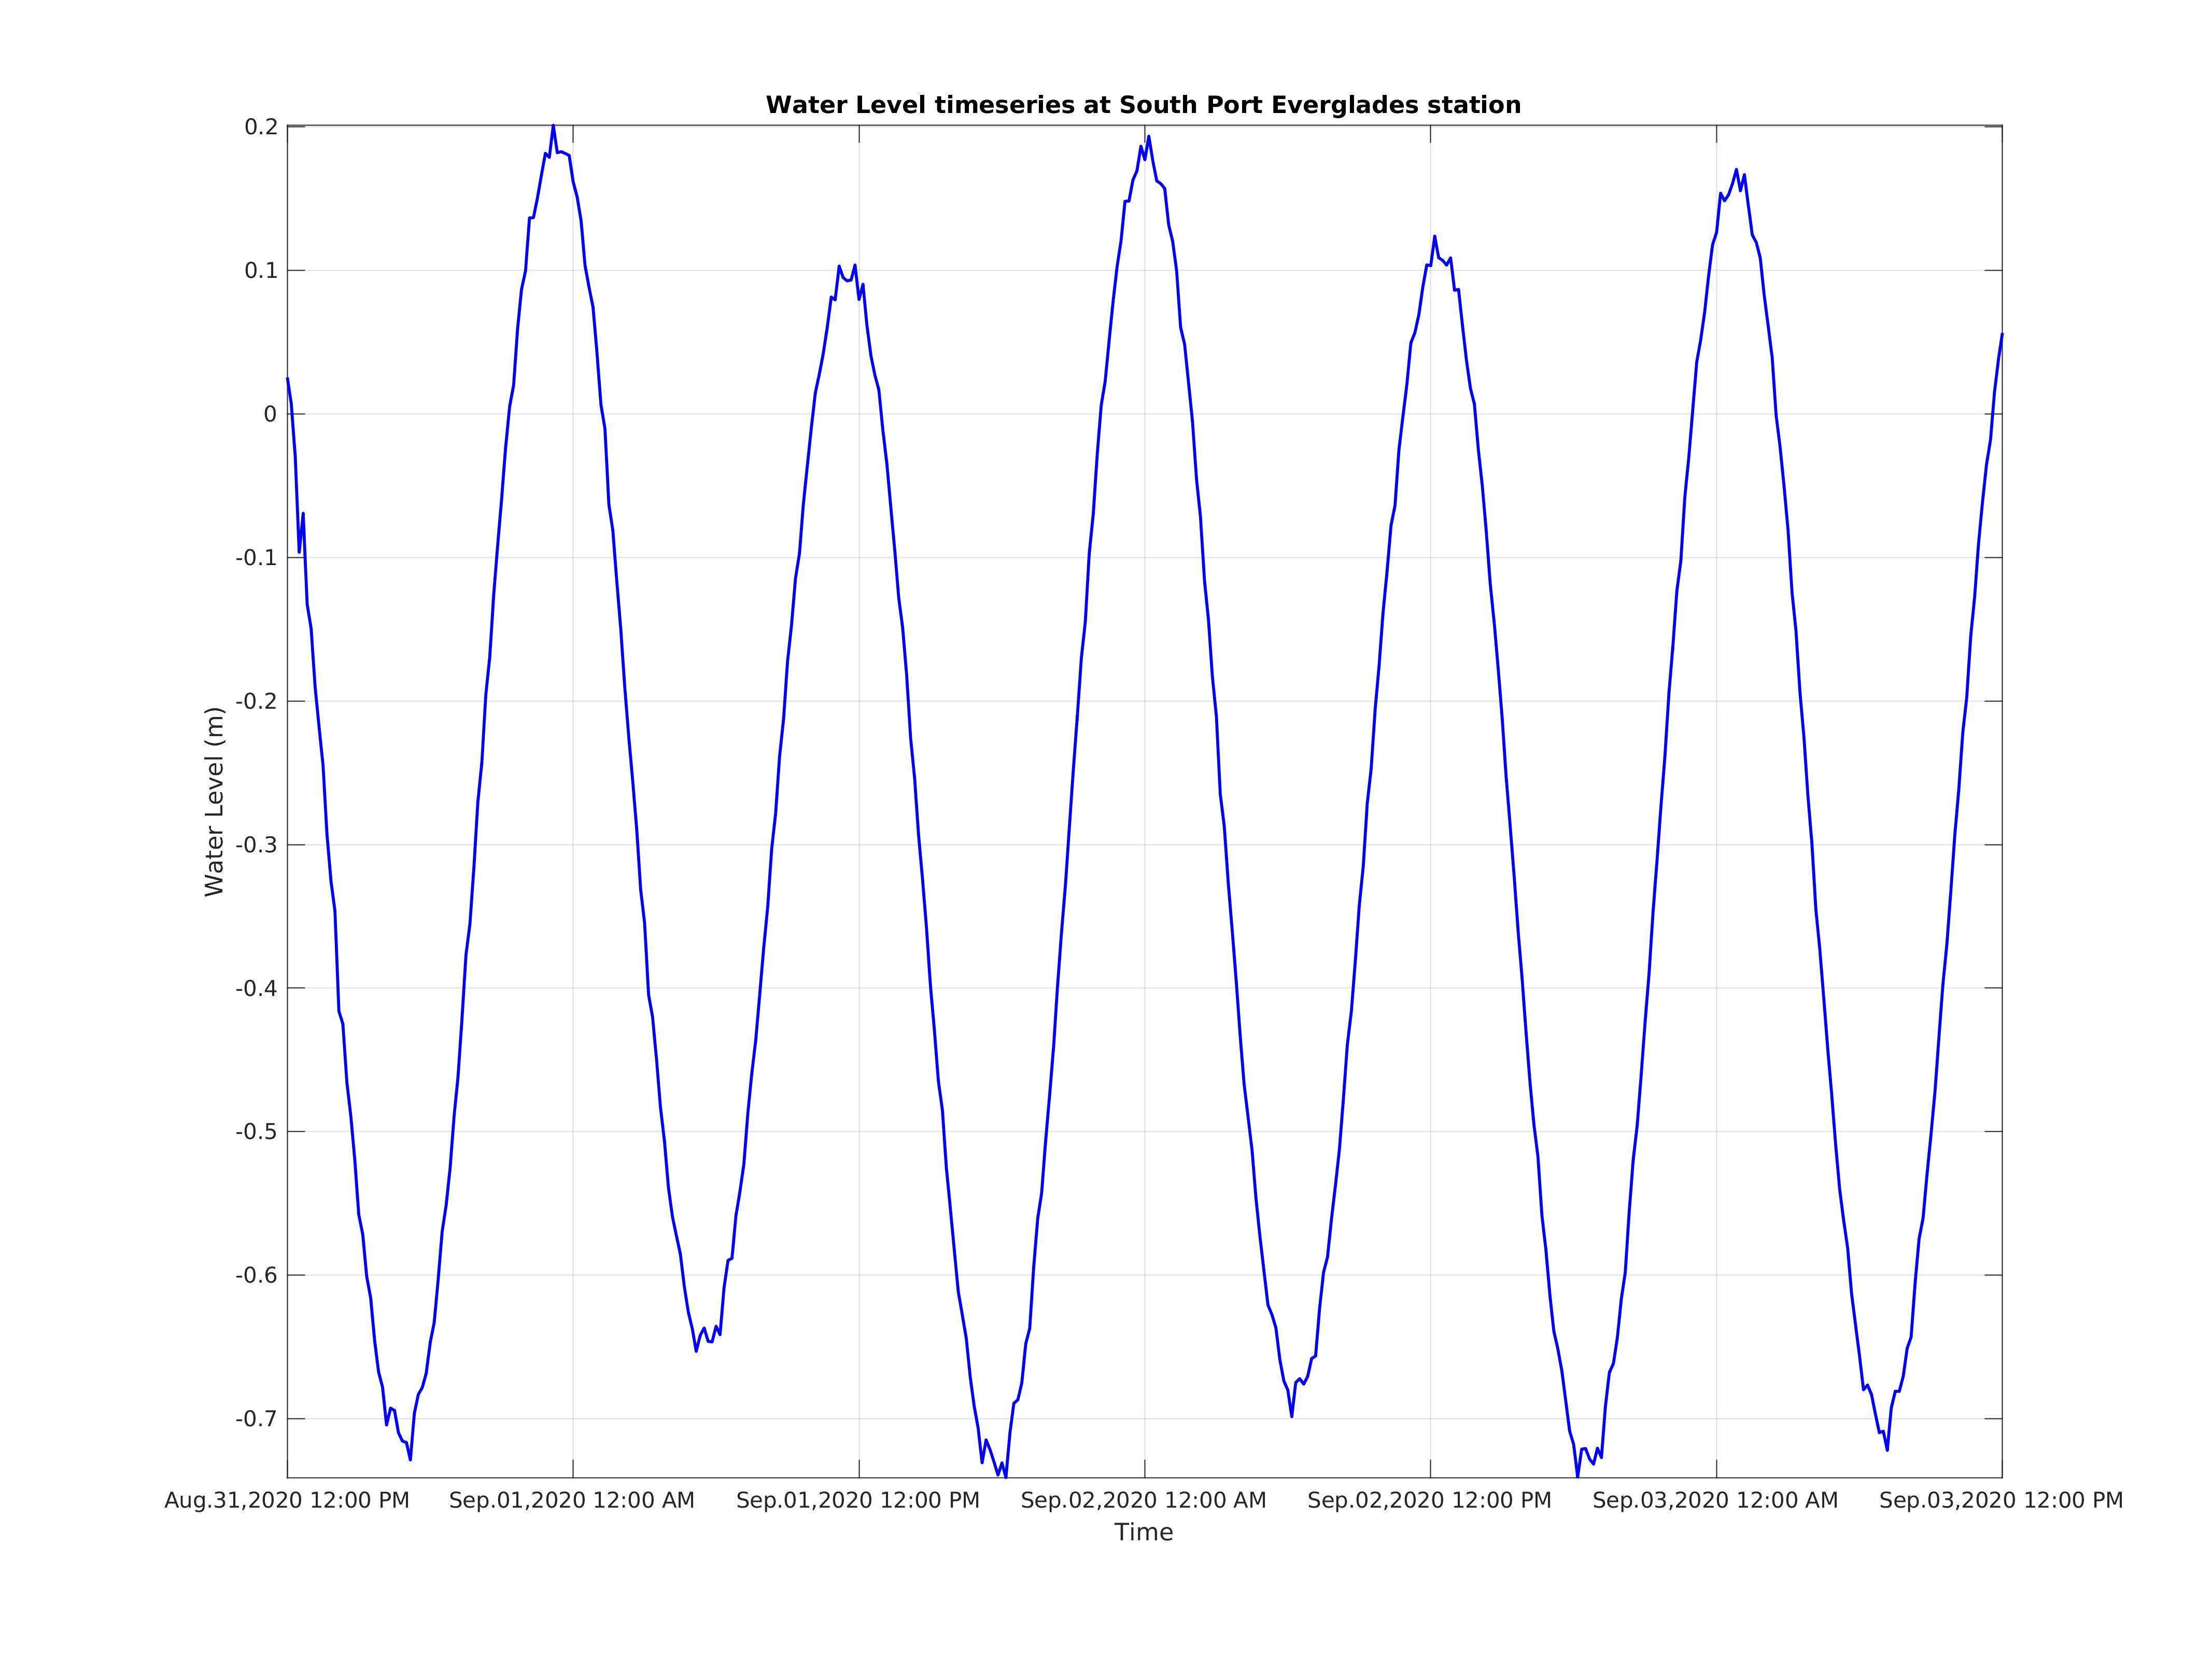 Water Level timeseries at South Port Everglades station
0.2
0.1
0
-0.1
-0.2
-0.3
-0.4
-0.5
-0.6
-0.7
Water Level (m)
Aug.31,2020 12:00 PM
Sep.01,2020 12:00 AM
Sep.01,2020 12:00 PM
Sep.02,2020 12:00 AM
Sep.02,2020 12:00 PM
Sep.03,2020 12:00 AM
Sep.03,2020 12:00 PM
Time